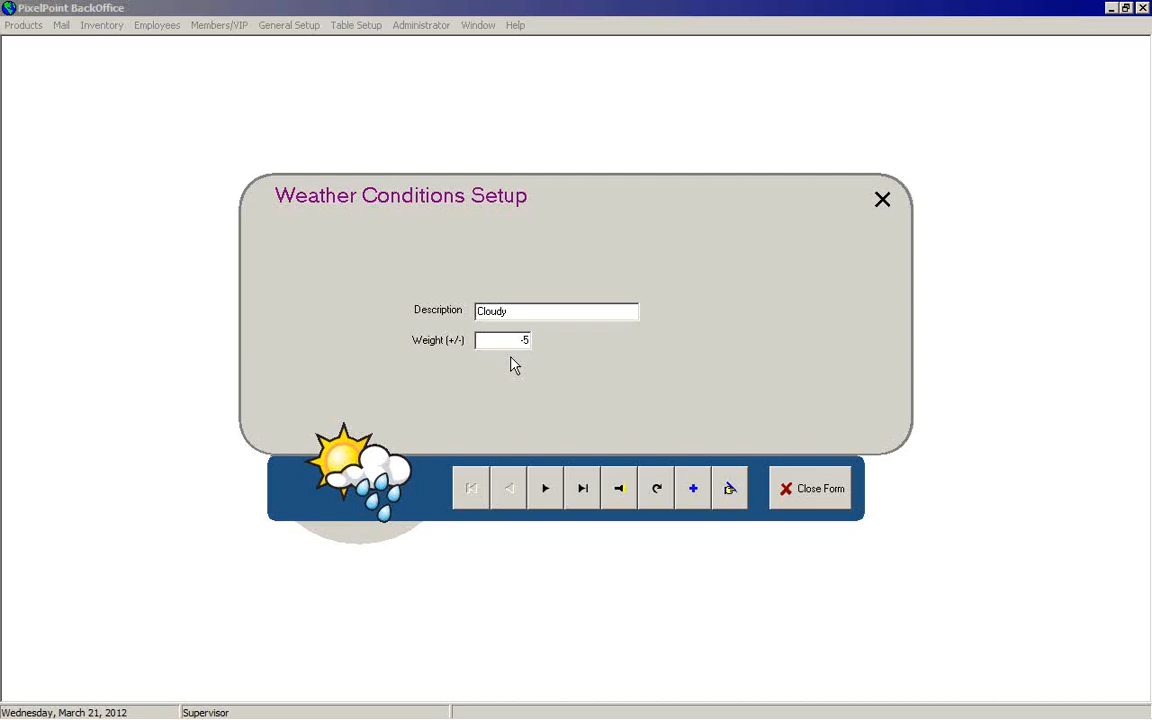 PixelPoint BackOffice
Products Mail Inventory Employees Members/VIP General Setup Table Setup Administrator Window Help
Weather Conditions Setup
Description Cloudy
Weight (+/-) -5
Close Form
Wednesday, March 21, 2012 Supervisor